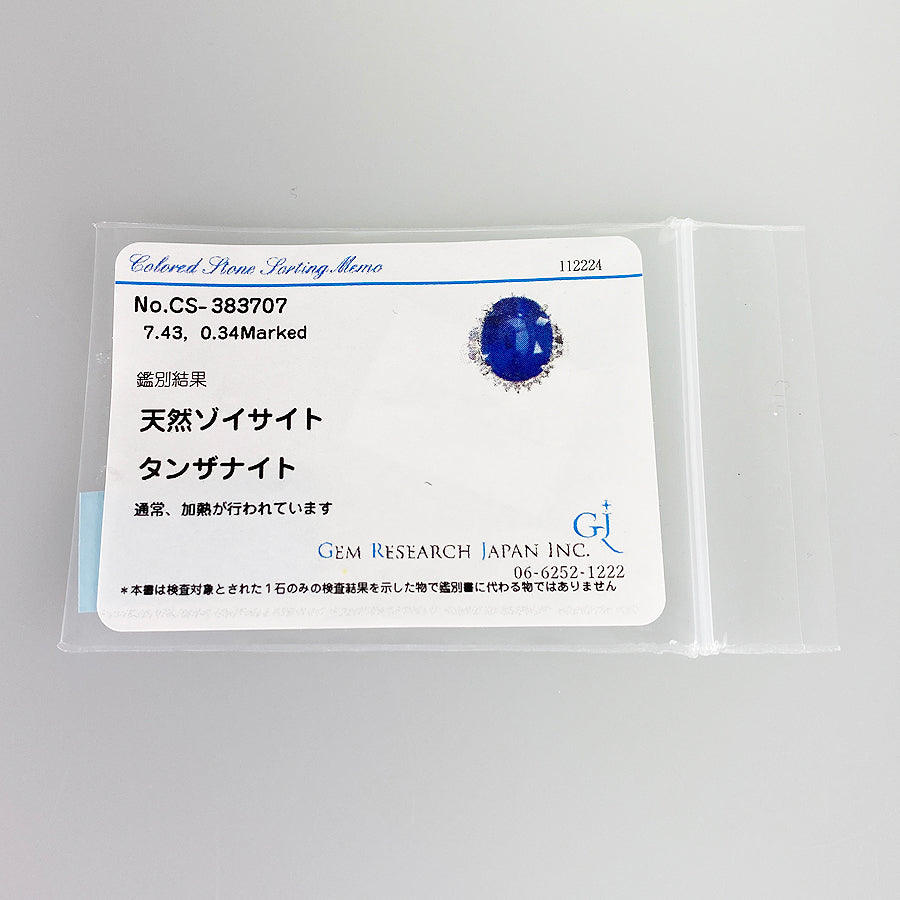 Colored Stone Sorting Memo
112224
No.CS-383707
7.43, 0.34Marked
鑑別結果
天然ゾイサイト
タンザナイト
通常、加熱が行われています
GJ
GEM RESEARCH JAPAN INC.
06-6252-1222
*本書は検査対象とされた1石のみの検査結果を示した物で鑑別書に代わる物ではありません